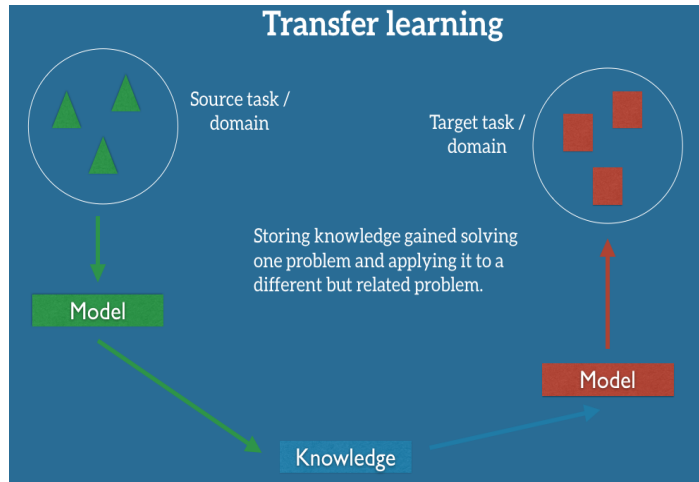 Transfer learning
Source task /
domain
Target task /
domain
Storing knowledge gained solving
one problem and applying it to a
different but related problem.
Model
Model
Knowledge